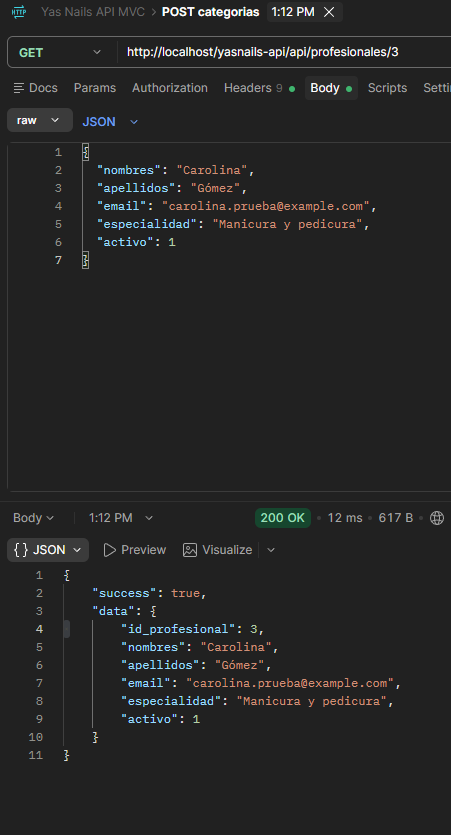 HTTP Yas Nails API MVC > POST categorias 1:12 PM ×
GET http://localhost/yasnails-api/api/profesionales/3
Docs Params Authorization Headers 9 Body Scripts Setti
raw JSON
1 {
2 "nombres": "Carolina",
3 "apellidos": "Gómez",
4 "email": "carolina.prueba@example.com",
5 "especialidad": "Manicura y pedicura",
6 "activo": 1
7 }
Body 1:12 PM 200 OK • 12 ms • 617 B •
{} JSON Preview Visualize
1 {
2 "success": true,
3 "data": {
4 "id_profesional": 3,
5 "nombres": "Carolina",
6 "apellidos": "Gómez",
7 "email": "carolina.prueba@example.com",
8 "especialidad": "Manicura y pedicura",
9 "activo": 1
10 }
11 }